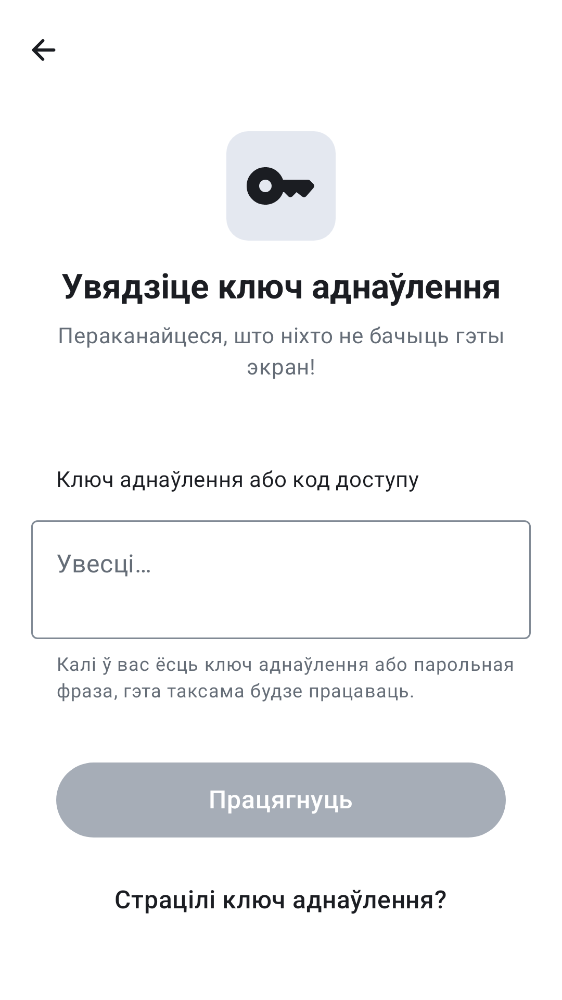 Увядзіце ключ аднаўлення
Пераканайцеся, што ніхто не бачыць гэты
экран!
Ключ аднаўлення або код доступу
Увесці...
Калі ў вас ёсць ключ аднаўлення або парольная
фраза, гэта таксама будзе працаваць.
Працягнуць
Страцілі ключ аднаўлення?